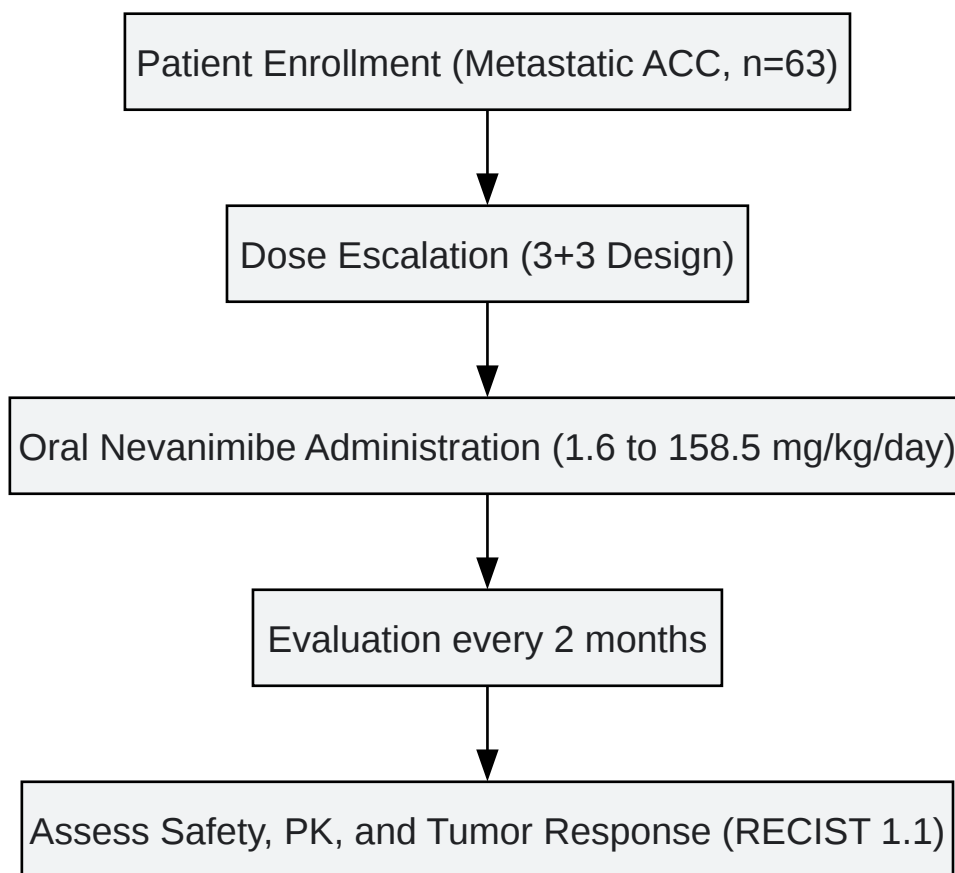 Patient Enrollment (Metastatic ACC, n=63)
Dose Escalation (3+3 Design)
Oral Nevanimibe Administration (1.6 to 158.5 mg/kg/day)
Evaluation every 2 months
Assess Safety, PK, and Tumor Response (RECIST 1.1)